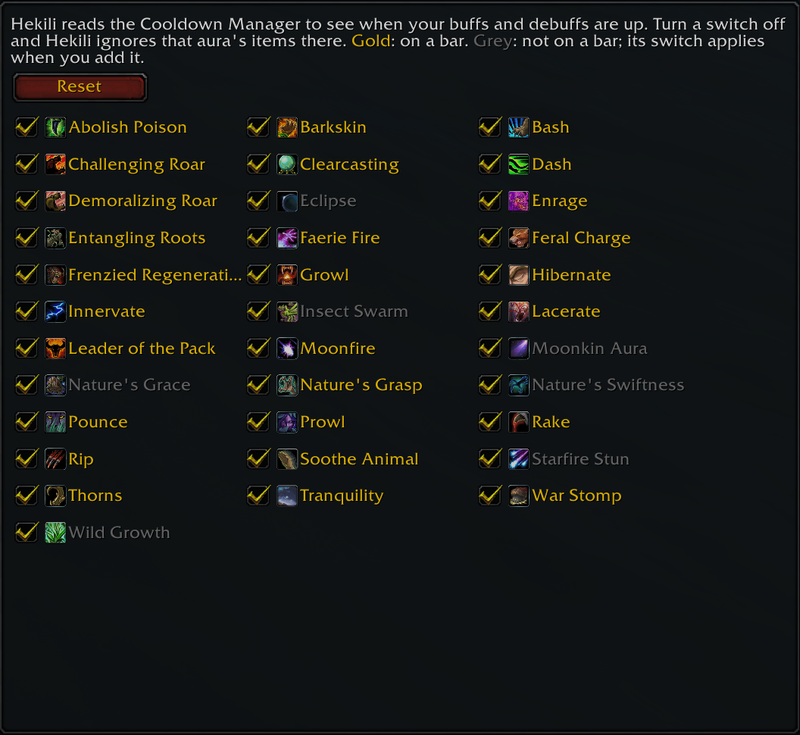 Hekili reads the Cooldown Manager to see when your buffs and debuffs are up. Turn a switch off
and Hekili ignores that aura's items there. Gold: on a bar. Grey: not on a bar; its switch applies
when you add it.
Reset
Abolish Poison Barkskin Bash
Challenging Roar Clearcasting Dash
Demoralizing Roar Eclipse Enrage
Entangling Roots Faerie Fire Feral Charge
Frenzied Regenerati... Growl Hibernate
Innervate Insect Swarm Lacerate
Leader of the Pack Moonfire Moonkin Aura
Nature's Grace Nature's Grasp Nature's Swiftness
Pounce Prowl Rake
Rip Soothe Animal Starfire Stun
Thorns Tranquility War Stomp
Wild Growth